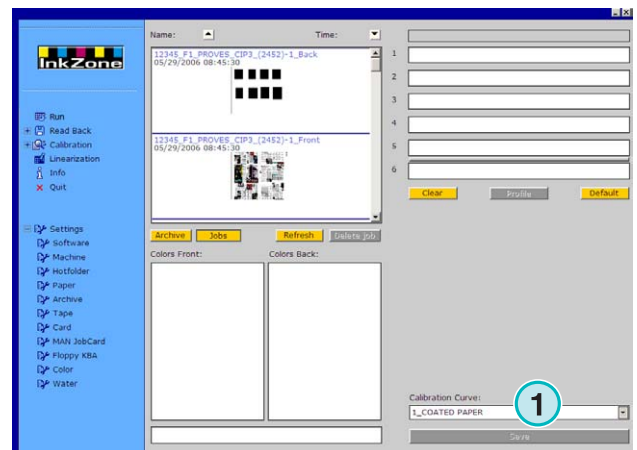 InkZone
Run
Read Back
Calibration
Linearization
Info
Quit
Settings
Software
Machine
Hotfolder
Paper
Archive
Tape
Card
MAN JobCard
Floppy KBA
Color
Water
Name:
Time:
12345_F1_PROVES_CIP3_(2452)-1_Back
05/29/2006 08:45:30
12345_F1_PROVES_CIP3_(2452)-1_Front
05/29/2006 08:45:30
Archive
Jobs
Refresh
Delete job
Colors Front:
Colors Back:
1
2
3
4
5
6
Clear
Profile
Default
Calibration Curve:
1_COATED PAPER
1
Save